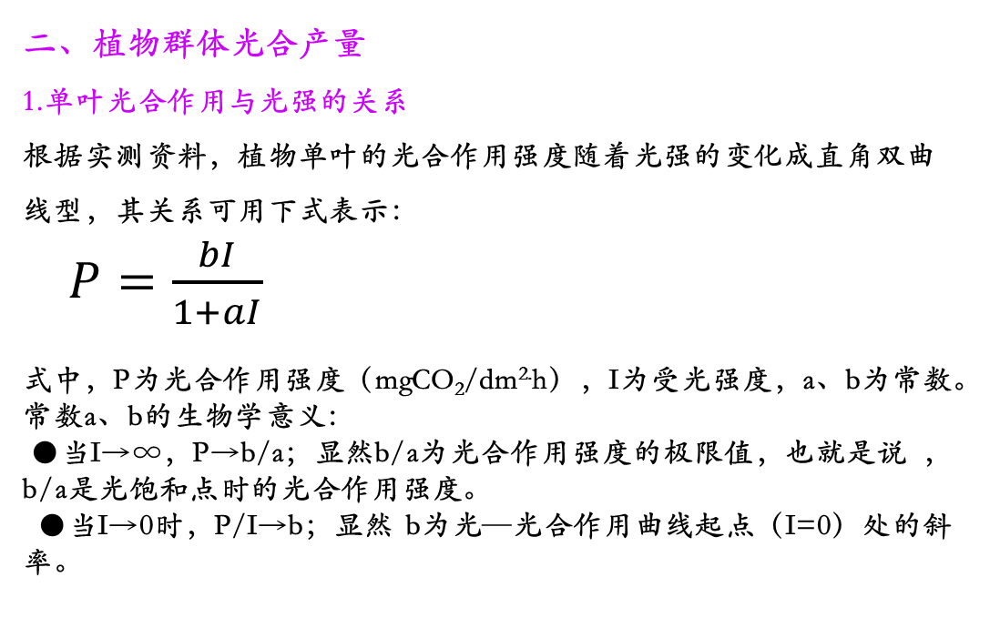 二、植物群体光合产量
1.单叶光合作用与光强的关系
根据实测资料，植物单叶的光合作用强度随着光强的变化成直角双曲
线型，其关系可用下式表示：
P = bI / 1+aI
式中，P为光合作用强度（mgCO₂/dm²·h），I为受光强度，a、b为常数。
常数a、b的生物学意义：
●当I→∞，P→b/a；显然b/a为光合作用强度的极限值，也就是说，
b/a是光饱和点时的光合作用强度。
●当I→0时，P/I→b；显然 b为光—光合作用曲线起点（I=0）处的斜
率。